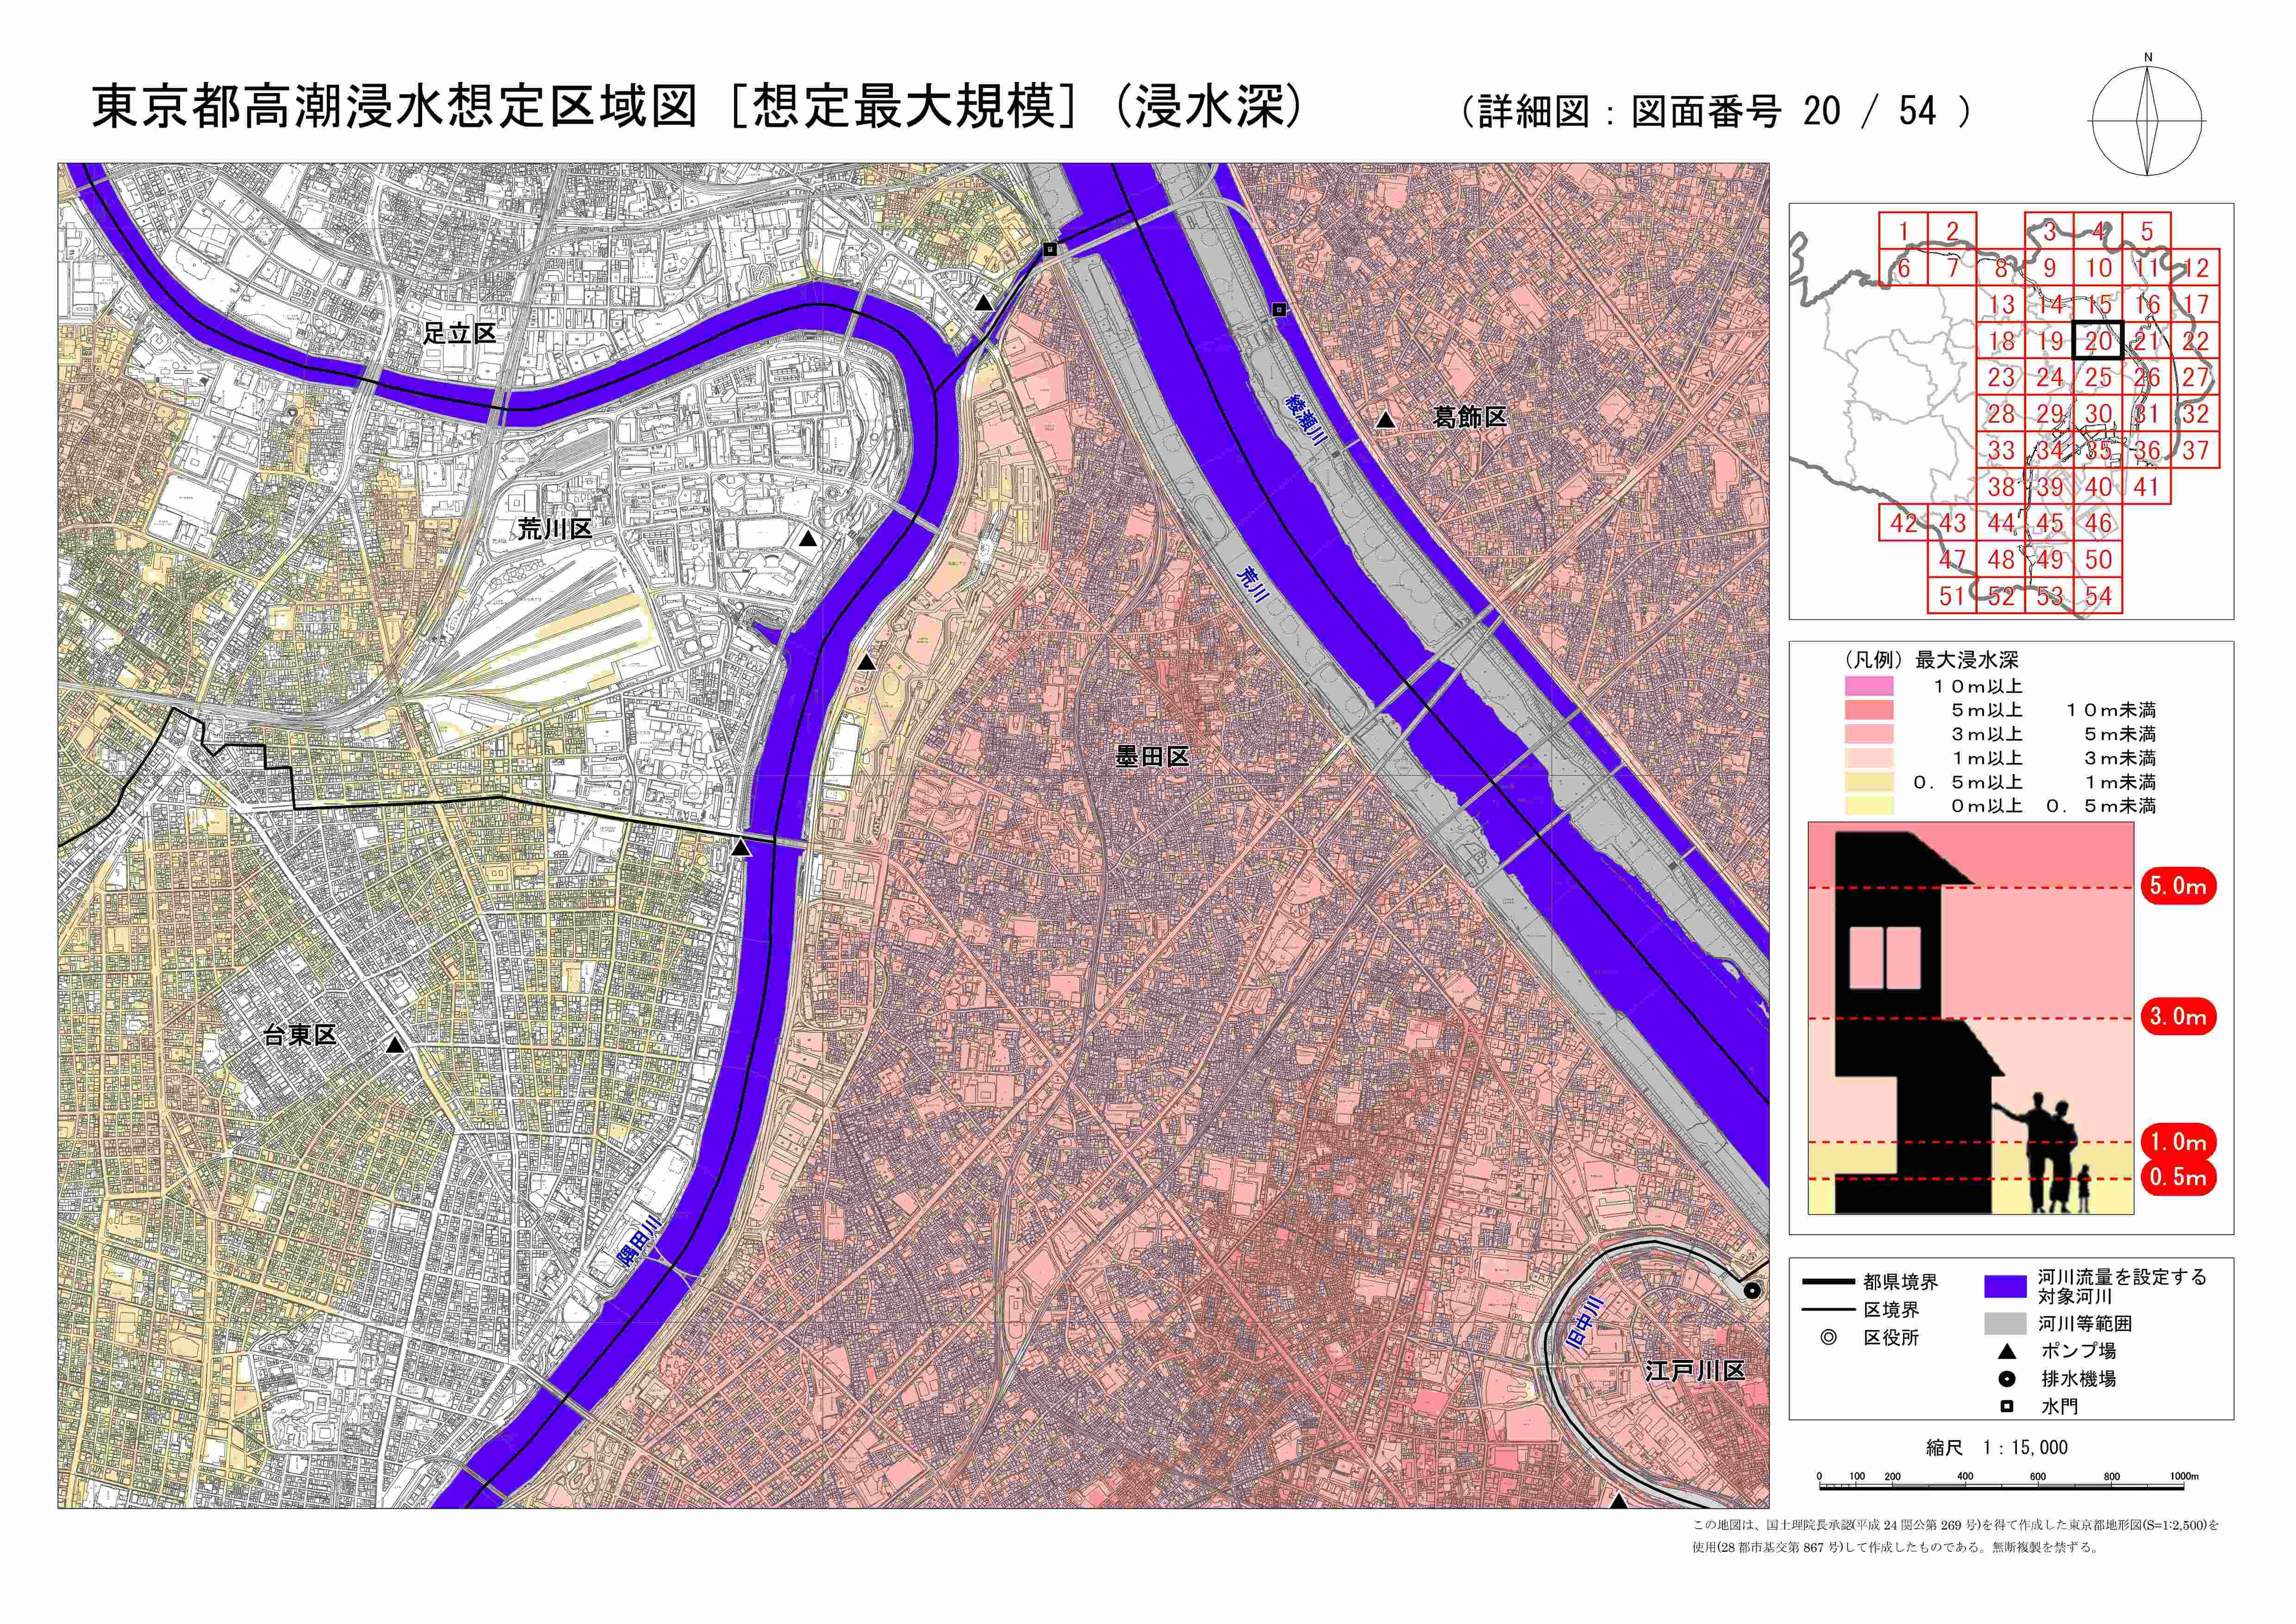 東京都高潮浸水想定区域図［想定最大規模］（浸水深）
（詳細図：図面番号 20 / 54 ）
N
足立区
荒川区
台東区
墨田区
葛飾区
江戸川区
綾瀬川
荒川
隅田川
旧中川
1 2 3 4 5
6 7 8 9 10 11 12
13 14 15 16 17
18 19 20 21 22
23 24 25 26 27
28 29 30 31 32
33 34 35 36 37
38 39 40 41
42 43 44 45 46
47 48 49 50
51 52 53 54
（凡例）最大浸水深
１０ｍ以上
５ｍ以上 １０ｍ未満
３ｍ以上 ５ｍ未満
１ｍ以上 ３ｍ未満
０．５ｍ以上 １ｍ未満
０ｍ以上 ０．５ｍ未満
5.0m
3.0m
1.0m
0.5m
都県境界
区境界
区役所
河川流量を設定する
対象河川
河川等範囲
ポンプ場
排水機場
水門
縮尺 1：15,000
0 100 200 400 600 800 1000m
この地図は、国土地理院長承認(平成 24 関公第 269 号)を得て作成した東京都地形図(S=1:2,500)を
使用(28 都市基交第 867 号)して作成したものである。無断複製を禁ずる。